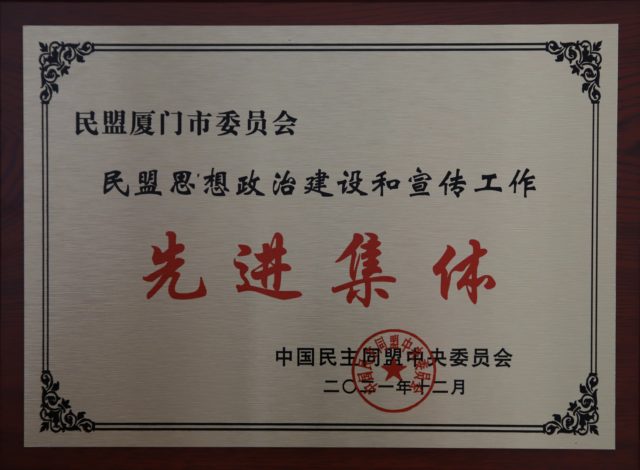 民盟厦门市委员会
民盟思想政治建设和宣传工作
先进集体
中国民主同盟中央委员会
二〇二一年十二月